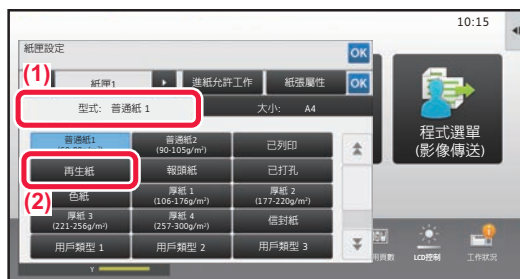 10:15
紙匣設定
OK
(1)
紙匣1
進紙允許工作
紙張屬性
OK
型式: 普通紙 1
大小: A4
普通紙1
普通紙2
(90-105g/m²)
已列印
再生紙
報頭紙
已打孔
(2)
色紙
厚紙 1
(106-176g/m²)
厚紙 2
(177-220g/m²)
厚紙 3
(221-256g/m²)
厚紙 4
(257-300g/m²)
信封紙
用戶類型 1
用戶類型 2
用戶類型 3
Y
程式選單
(影像傳送)
用頁數
LCD控制
工作狀況